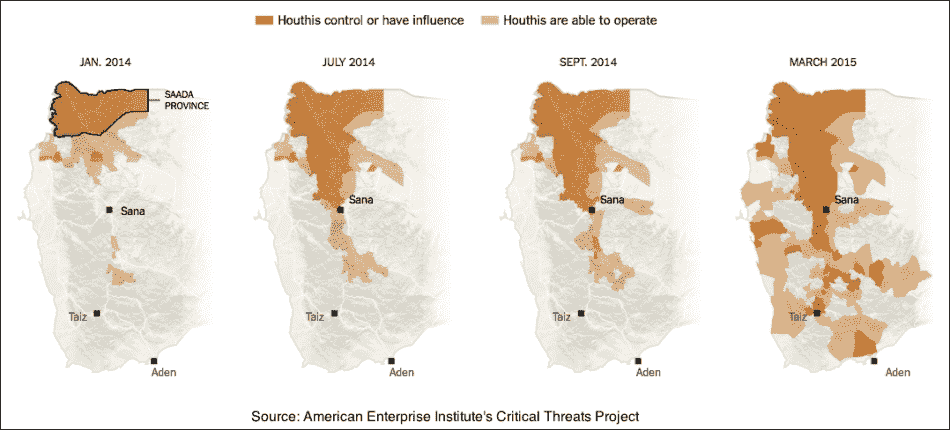 Houthis control or have influence
Houthis are able to operate
JAN. 2014
JULY 2014
SEPT. 2014
MARCH 2015
SAADA
PROVINCE
Sana
Taiz
Aden
Sana
Taiz
Aden
Sana
Taiz
Aden
Sana
Taiz
Aden
Source: American Enterprise Institute's Critical Threats Project